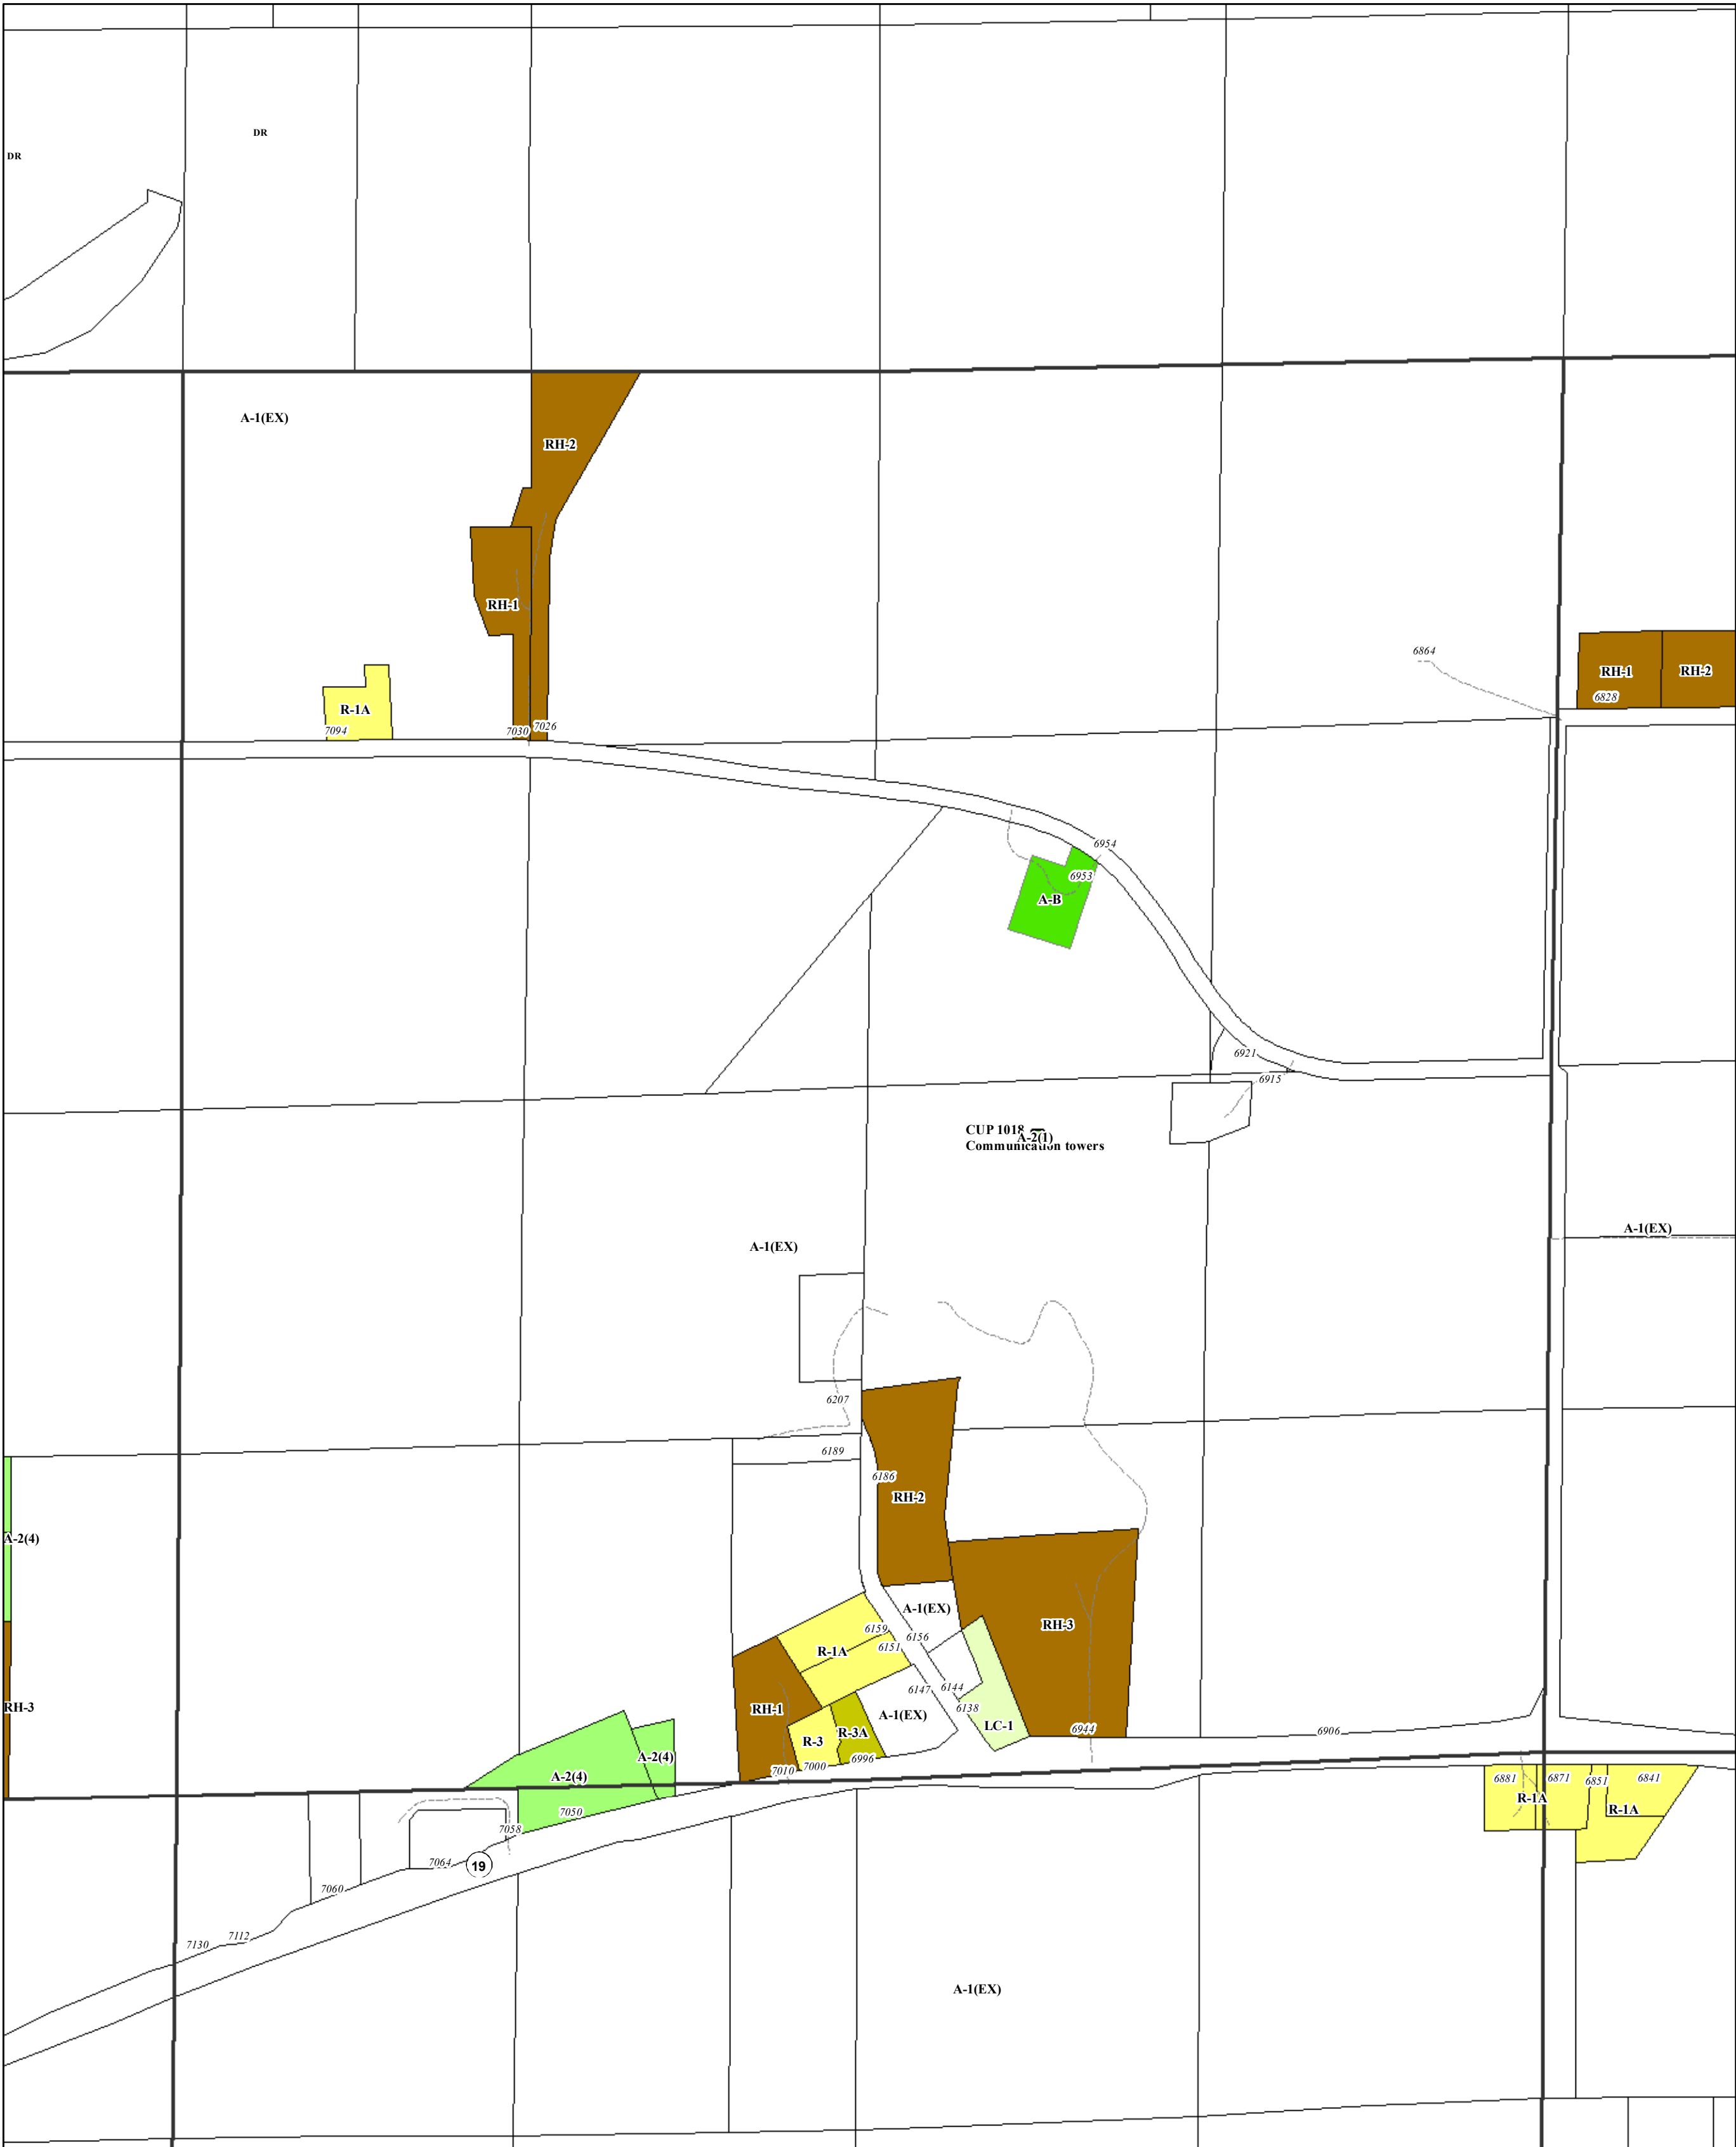 DR
DR
A-1(EX)
RH-2
RH-1
6864
RH-1
RH-2
6828
R-1A
7094
7030
7026
6954
6953
A-B
6921
6915
CUP 1018
A-2(1)
Communication towers
A-1(EX)
A-1(EX)
6207
6189
6186
RH-2
A-2(4)
A-1(EX)
RH-3
6159
6156
6151
R-1A
6147
6144
6138
RH-3
RH-1
A-1(EX)
LC-1
R-3A
R-3
6944
6906
A-2(4)
6996
7000
7010
A-2(4)
6881
6871
6851
6841
R-1A
R-1A
7050
7058
7064
19
7060
7112
7130
A-1(EX)